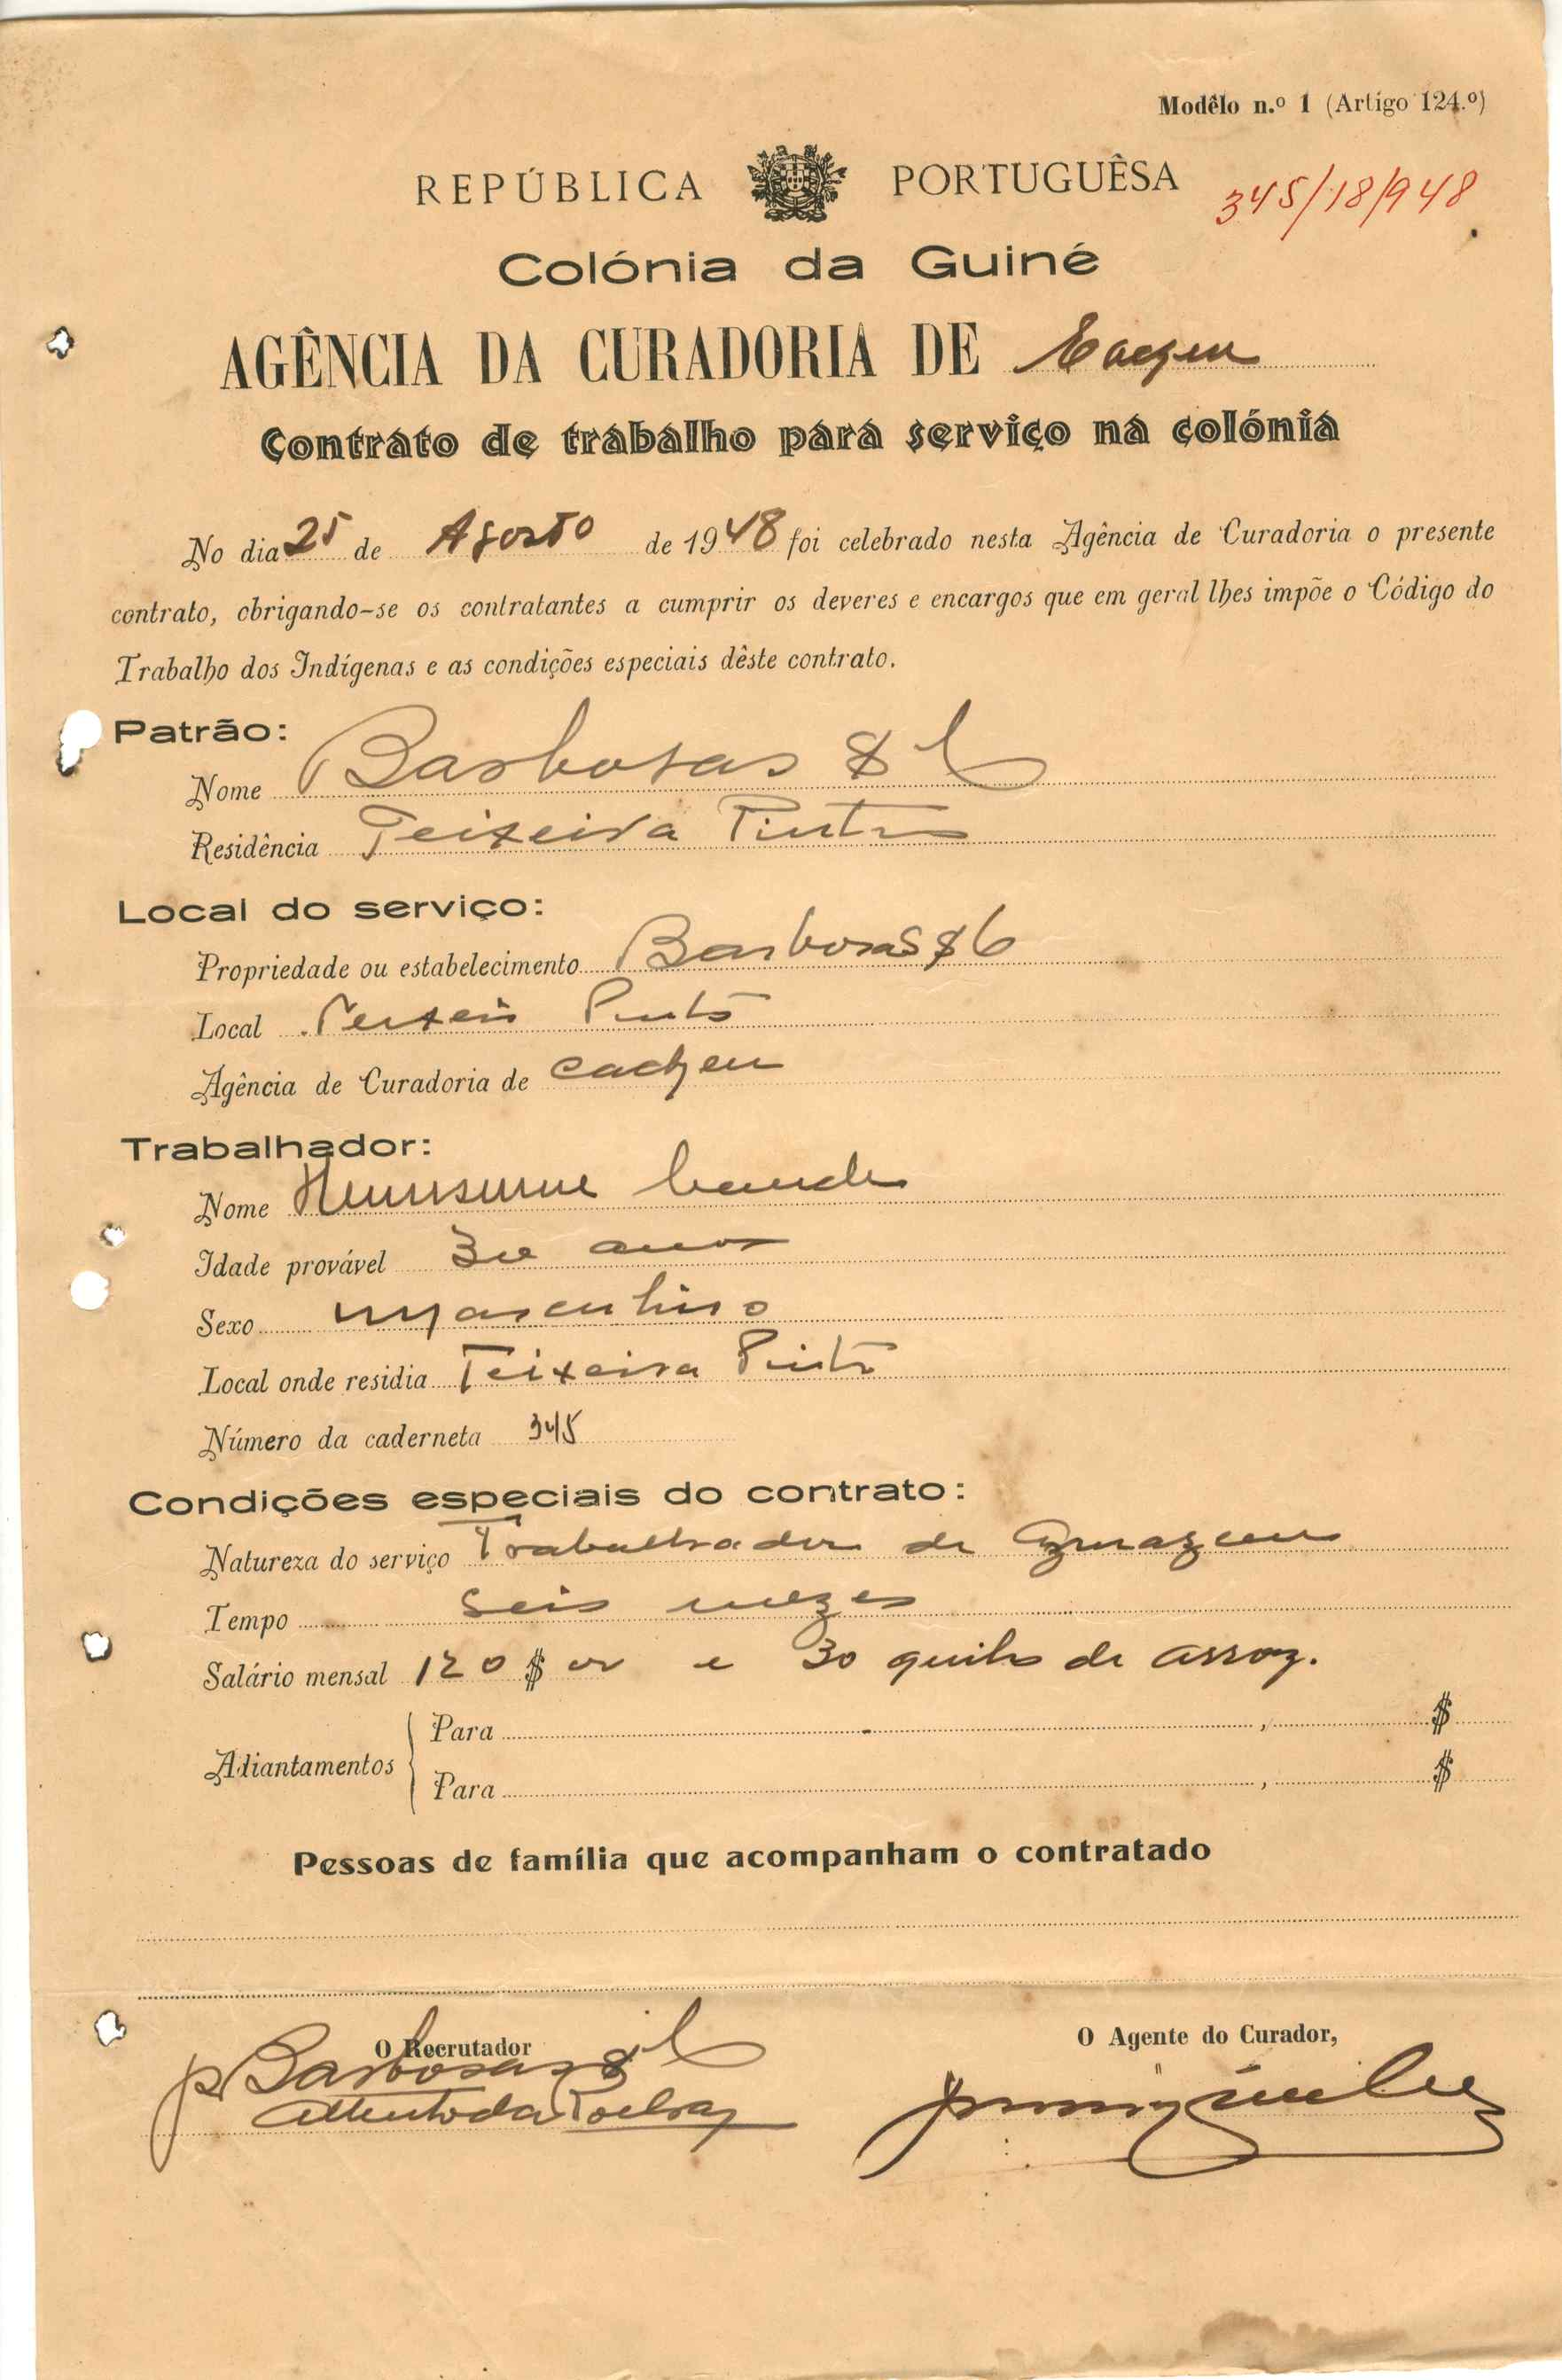 Modêlo n.º 1 (Artigo 124.º)
REPÚBLICA PORTUGUÊSA
345/18/948
Colónia da Guiné
AGÊNCIA DA CURADORIA DE Cacheu
Contrato de trabalho para serviço na colónia
No dia 25 de Agosto de 1948 foi celebrado nesta Agência de Curadoria o presente
contrato, obrigando-se os contratantes a cumprir os deveres e encargos que em geral lhes impõe o Código do
Trabalho dos Indígenas e as condições especiais dêste contrato.
Patrão:
Nome Barbosas & C
Residência Teixeira Pinto
Local do serviço:
Propriedade ou estabelecimento Barbosas & C
Local Teixeira Pinto
Agência de Curadoria de Cacheu
Trabalhador:
Nome
Idade provável 30 anos
Sexo masculino
Local onde residia Teixeira Pinto
Número da caderneta 345
Condições especiais do contrato:
Natureza do serviço Trabalhador de armazem
Tempo seis mezes
Salário mensal 120$00 e 30 quilos de arroz.
Adiantamentos
Para , $
Para , $
Pessoas de família que acompanham o contratado
O Recrutador
p Barbosas & C
O Agente do Curador,